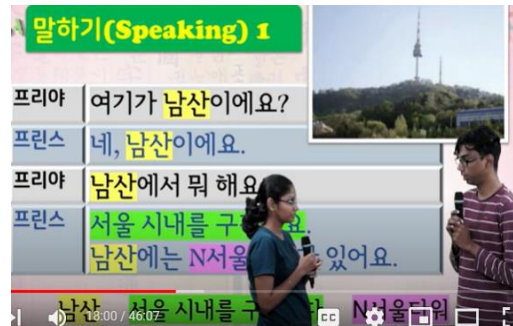 말하기(Speaking) 1
프리야 여기가 남산이에요?
프린스 네, 남산이에요.
프리야 남산에서 뭐 해요
프린스 서울 시내를 구 요.
남산에는 N서울 있어요.
남산 서울 시내를 구 다 N서울타워
18:00 / 46:07
CC